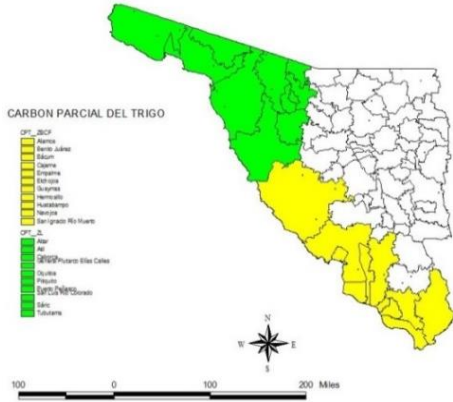 CARBON PARCIAL DEL TRIGO
CPT_ZBCP
Alamos
Benito Juárez
Bácum
Cajeme
Empalme
Etchojoa
Guaymas
Hermosillo
Huatabampo
Navojoa
San Ignacio Río Muerto
CPT_ZL
Altar
Atil
Caborca
General Plutarco Elías Calles
Oquitoa
Pitiquito
Puerto Peñasco
San Luis Río Colorado
Sáric
Tubutama
N
W E
S
100 0 100 200 Miles